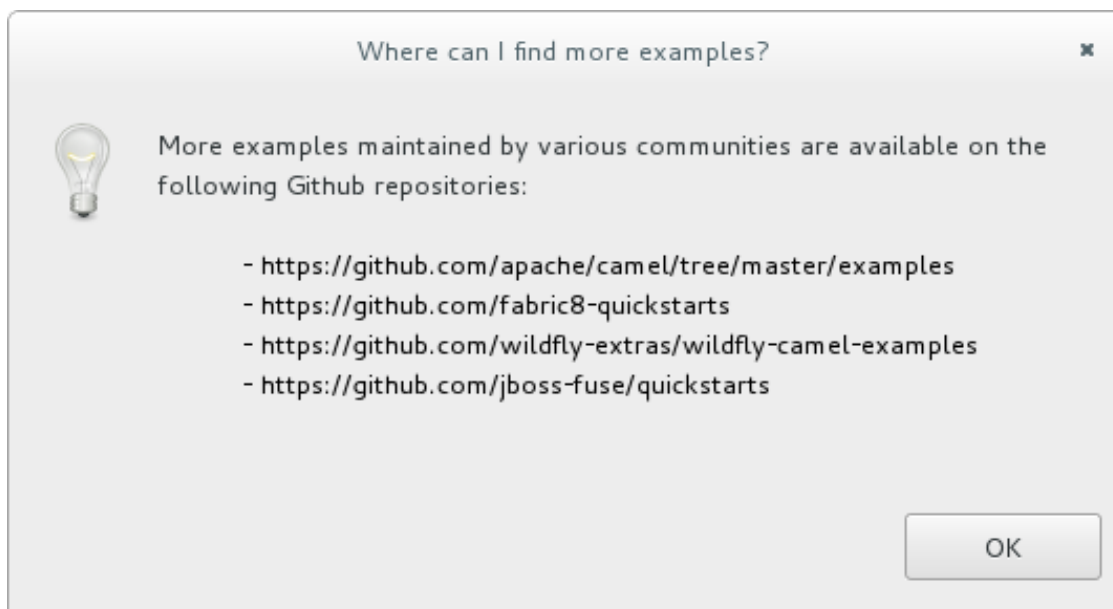 Where can I find more examples?
More examples maintained by various communities are available on the
following Github repositories:
- https://github.com/apache/camel/tree/master/examples
- https://github.com/fabric8-quickstarts
- https://github.com/wildfly-extras/wildfly-camel-examples
- https://github.com/jboss-fuse/quickstarts
OK